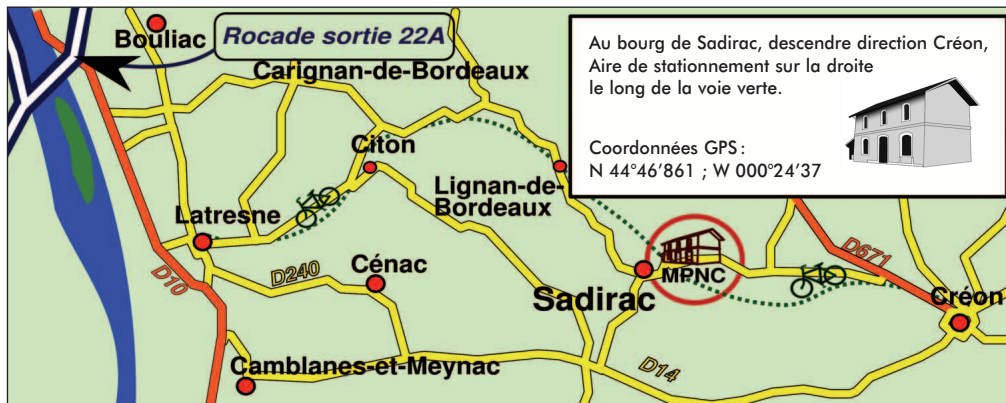 Bouliac
Rocade sortie 22A
Carignan-de-Bordeaux
Au bourg de Sadirac, descendre direction Créon,
Aire de stationnement sur la droite
le long de la voie verte.
Coordonnées GPS :
N 44°46’861 ; W 000°24’37
Citon
Lignan-de-
Bordeaux
Latresne
D10
D240
Cénac
Sadirac
MPNC
D671
Créon
Camblanes-et-Meynac
D14